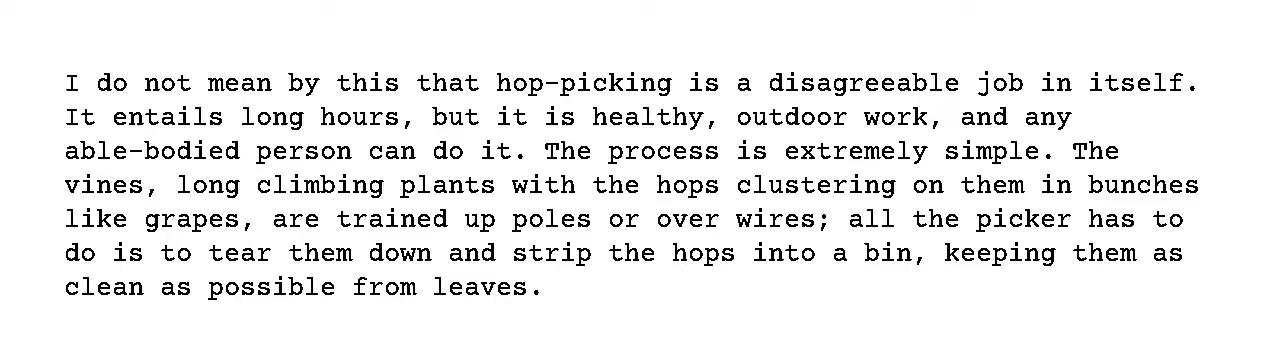 I do not mean by this that hop-picking is a disagreeable job in itself.
It entails long hours, but it is healthy, outdoor work, and any
able-bodied person can do it. The process is extremely simple. The
vines, long climbing plants with the hops clustering on them in bunches
like grapes, are trained up poles or over wires; all the picker has to
do is to tear them down and strip the hops into a bin, keeping them as
clean as possible from leaves.